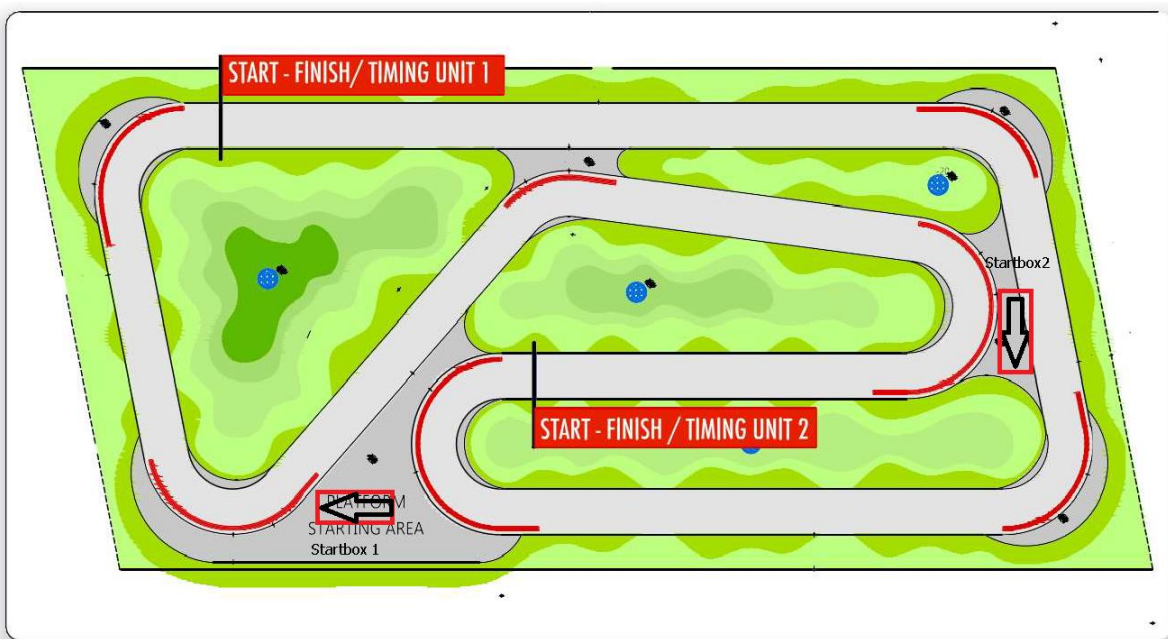 START - FINISH/ TIMING UNIT 1
Startbox2
START - FINISH / TIMING UNIT 2
PLATFORM
STARTING AREA
Startbox 1